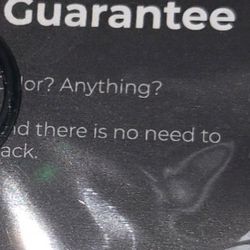 Guarantee
lor? Anything?
nd there is no need to
ack.